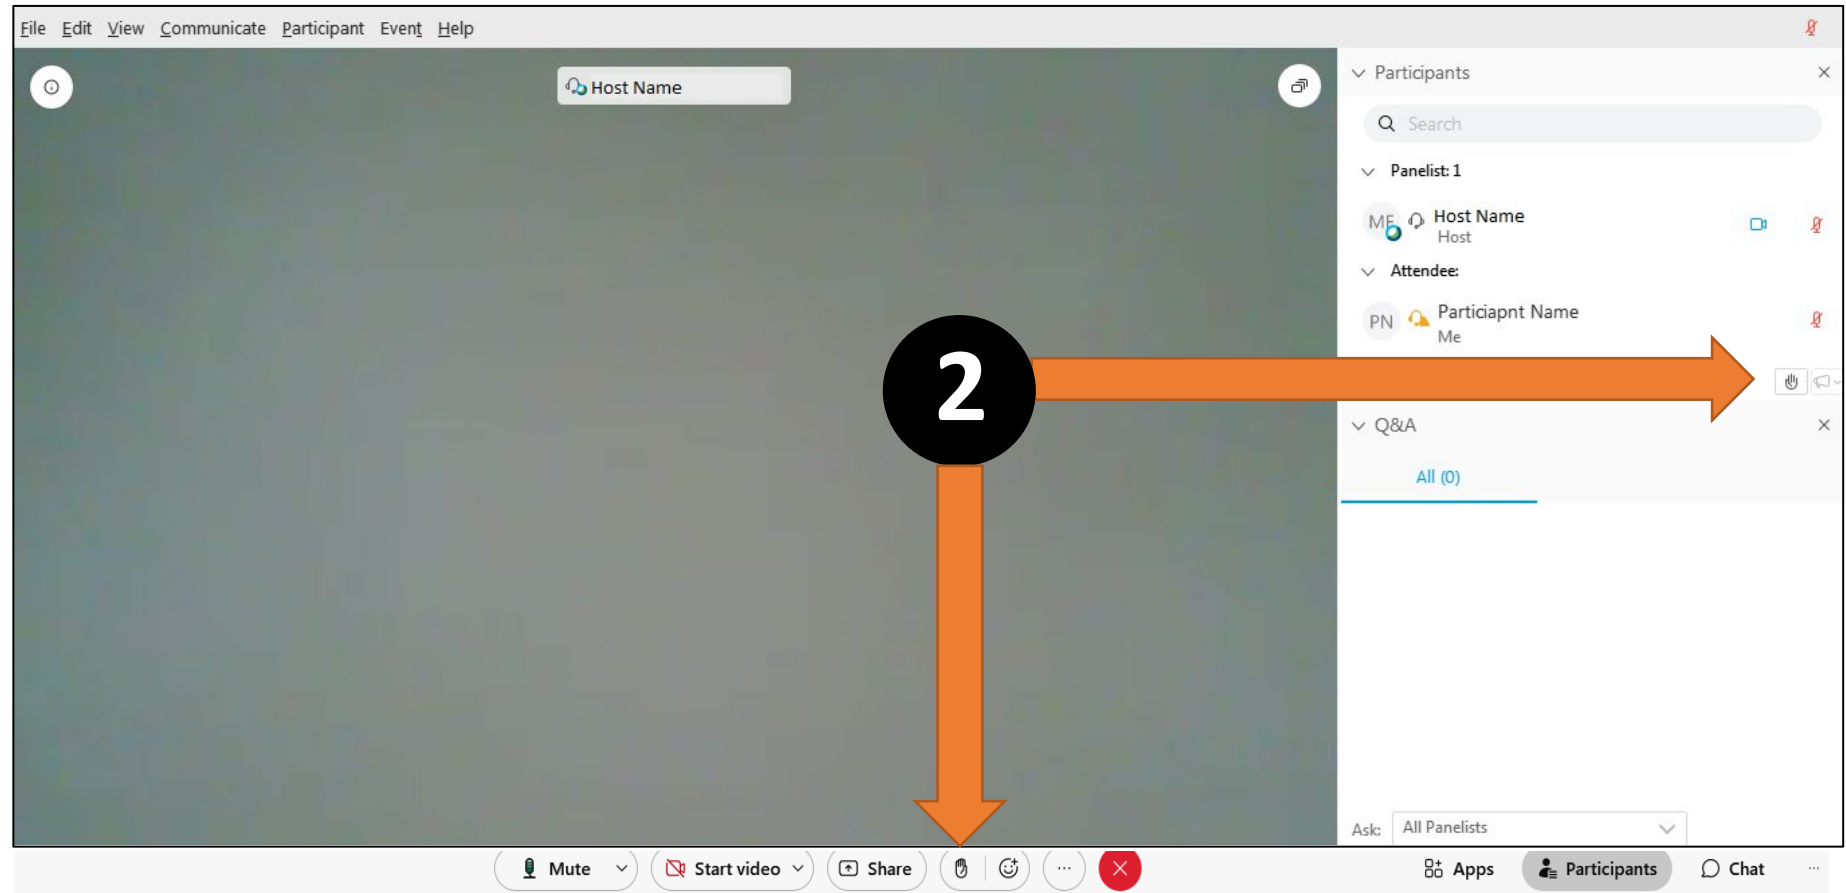 File Edit View Communicate Participant Event Help
Host Name
Participants
Search
Panelist: 1
MF Host Name
Host
Attendee:
PN Particiapnt Name
Me
2
Q&A
All (0)
Ask: All Panelists
Mute Start video Share Apps Participants Chat